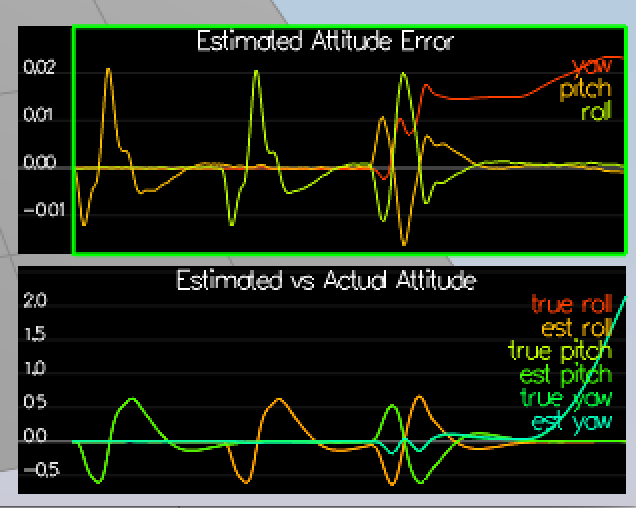 Estimated Attitude Error
0.02
yaw
pitch
0.01
roll
0.00
-0.01
Estimated vs Actual Attitude
2.0
true roll
est roll
1.5
true pitch
1.0
est pitch
0.5
true yaw
est yaw
0.0
-0.5